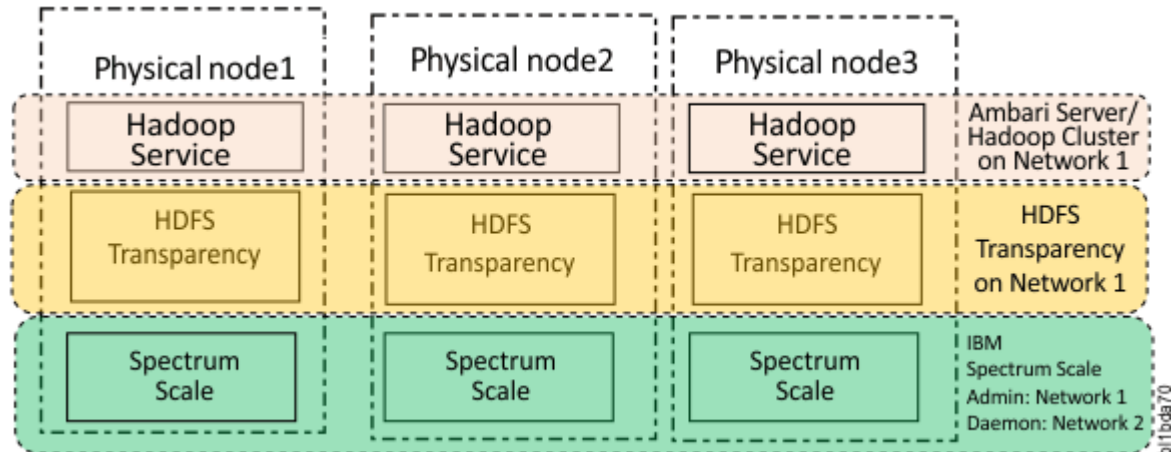 Physical node1
Physical node2
Physical node3
Hadoop
Service
Hadoop
Service
Hadoop
Service
Ambari Server/
Hadoop Cluster
on Network 1
HDFS
Transparency
HDFS
Transparency
HDFS
Transparency
HDFS
Transparency
on Network 1
Spectrum
Scale
Spectrum
Scale
Spectrum
Scale
IBM
Spectrum Scale
Admin: Network 1
Daemon: Network 2
bl1bda70